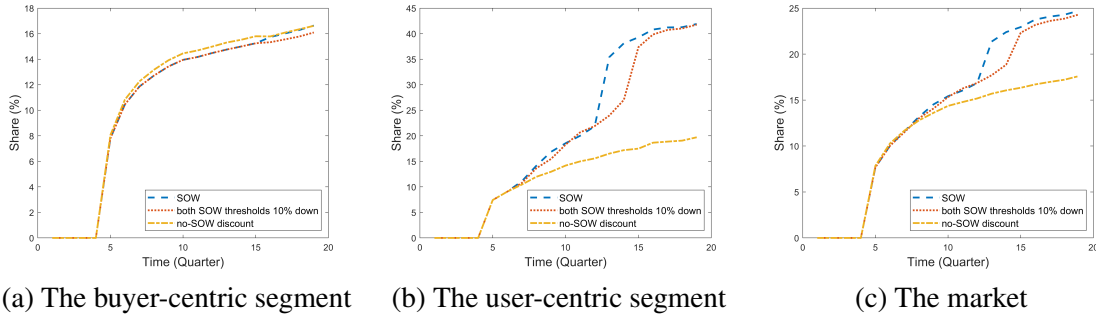 18
16
14
12
10
8
6
4
2
0
Share (%)
0
5
10
15
20
Time (Quarter)
SOW
both SOW thresholds 10% down
no-SOW discount
(a) The buyer-centric segment
45
40
35
30
25
20
15
10
5
0
Share (%)
0
5
10
15
20
Time (Quarter)
SOW
both SOW thresholds 10% down
no-SOW discount
(b) The user-centric segment
25
20
15
10
5
0
Share (%)
0
5
10
15
20
Time (Quarter)
SOW
both SOW thresholds 10% down
no-SOW discount
(c) The market